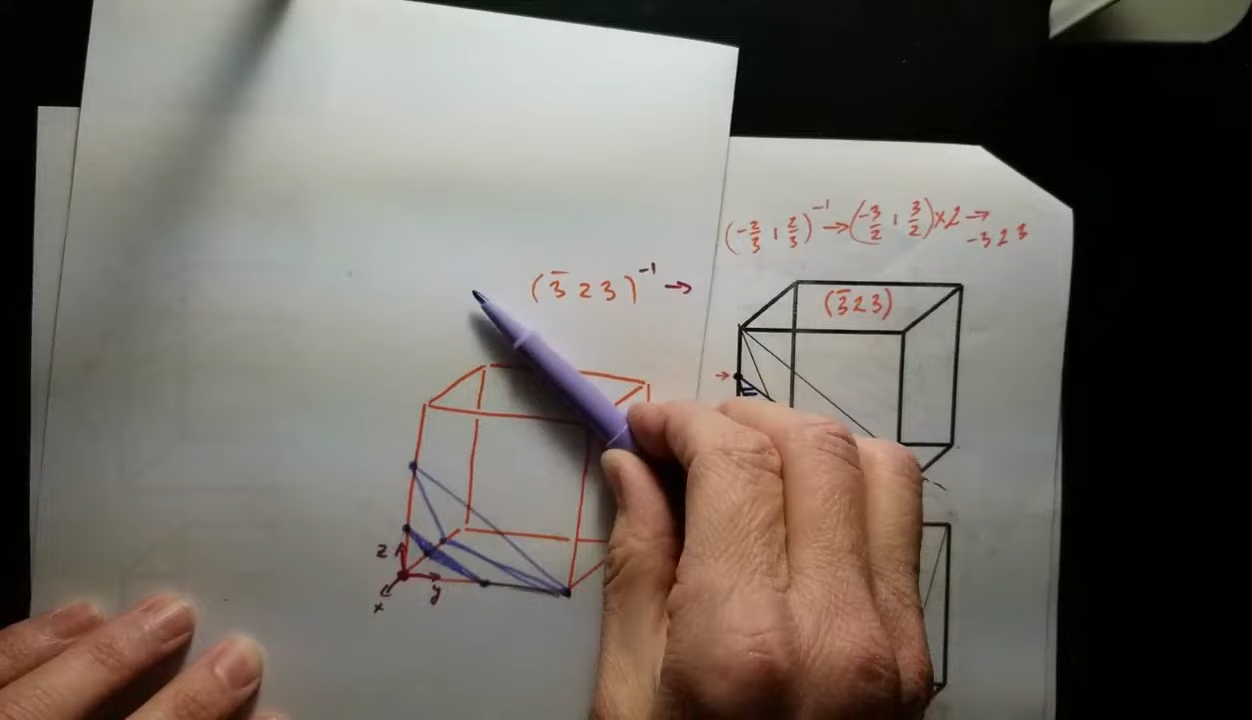 (-2/3, 1, 2/3)⁻¹ → (-3/2, 1, 3/2) × 2 →
-3 2 3
(3̅ 2 3)⁻¹ →
(3̅ 2 3)
z
x
y